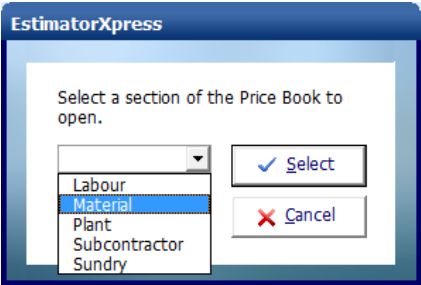 EstimatorXpress
Select a section of the Price Book to
open.
Select
Labour
Material
Plant
Subcontractor
Sundry
Cancel